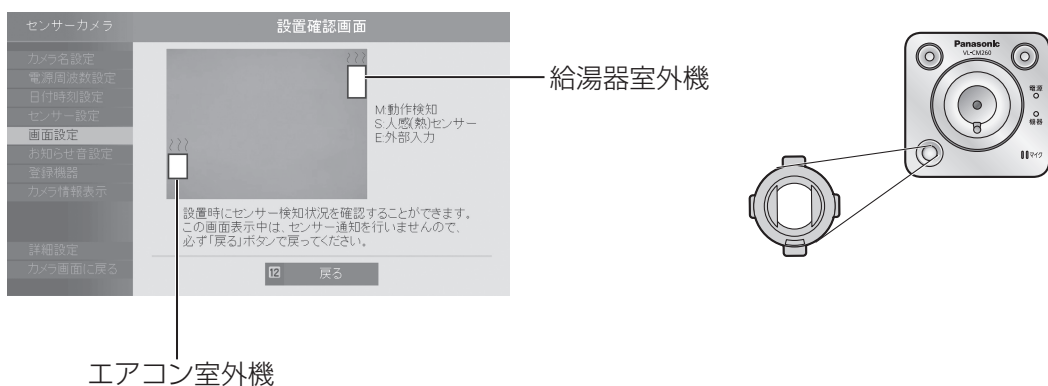 センサーカメラ
設置確認画面
カメラ名設定
電源周波数設定
日付時刻設定
センサー設定
画面設定
お知らせ音設定
登録機器
カメラ情報表示
詳細設定
カメラ画面に戻る
M:動作検知
S:人感(熱)センサー
E:外部入力
設置時にセンサー検知状況を確認することができます。
この画面表示中は、センサー通知を行いませんので、
必ず「戻る」ボタンで戻ってください。
12 戻る
給湯器室外機
エアコン室外機
Panasonic
VL-CM260
電源
機器
マイク